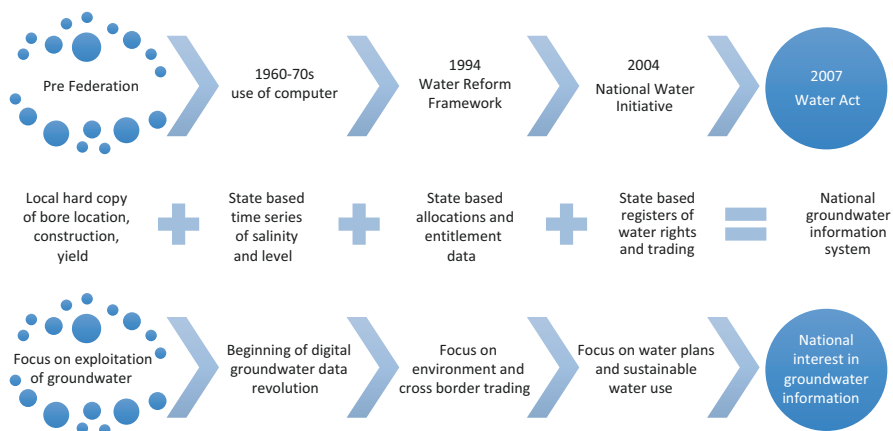 Pre Federation
1960-70s
use of computer
1994
Water Reform
Framework
2004
National Water
Initiative
2007
Water Act
Local hard copy
of bore location,
construction,
yield
State based
time series
of salinity
and level
State based
allocations and
entitlement
data
State based
registers of
water rights
and trading
National
groundwater
information
system
Focus on exploitation
of groundwater
Beginning of digital
groundwater data
revolution
Focus on
environment and
cross border trading
Focus on water plans
and sustainable
water use
National
interest in
groundwater
information